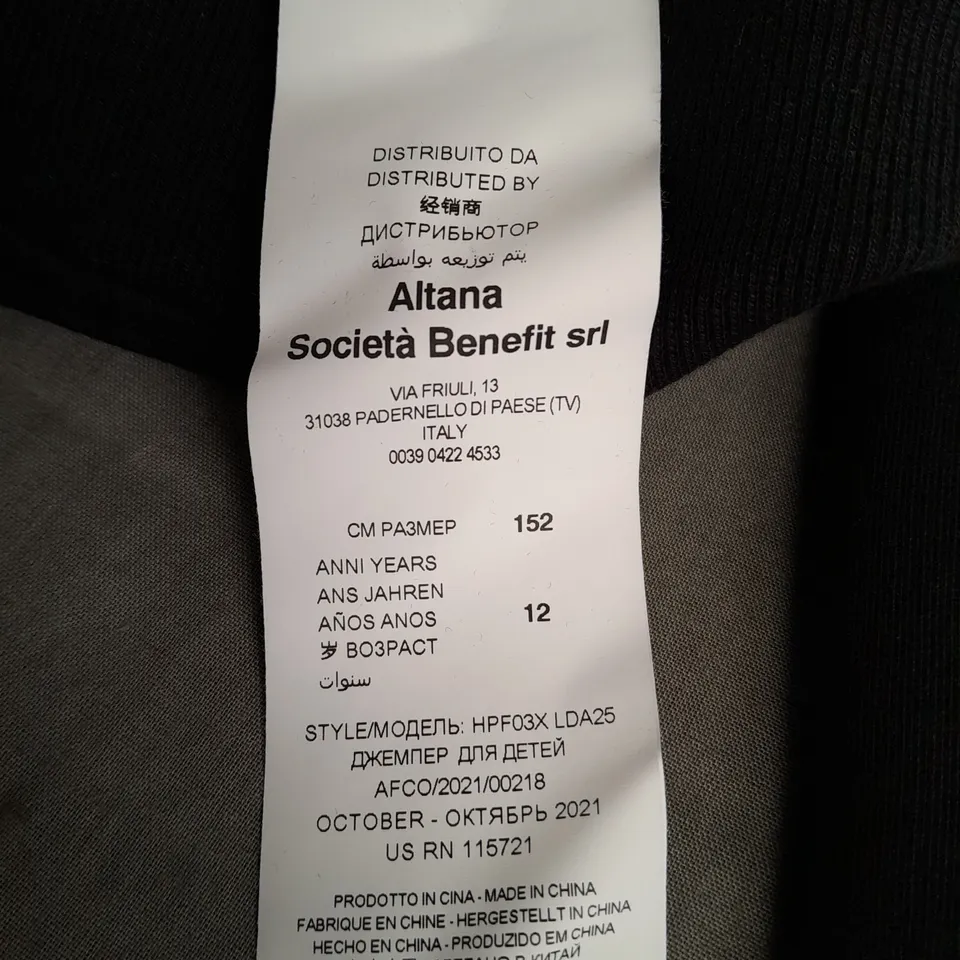 DISTRIBUITO DA
DISTRIBUTED BY
经销商
ДИСТРИБЬЮТОР
يتم توزيعه بواسطة
Altana
Società Benefit srl
VIA FRIULI, 13
31038 PADERNELLO DI PAESE (TV)
ITALY
0039 0422 4533
СМ РАЗМЕР 152
ANNI YEARS
ANS JAHREN
AÑOS ANOS 12
岁 ВОЗРАСТ
سنوات
STYLE/МОДЕЛЬ: HPF03X LDA25
ДЖЕМПЕР ДЛЯ ДЕТЕЙ
AFCO/2021/00218
OCTOBER - ОКТЯБРЬ 2021
US RN 115721
PRODOTTO IN CINA - MADE IN CHINA
FABRIQUE EN CHINE - HERGESTELLT IN CHINA
HECHO EN CHINA - PRODUZIDO EM CHINA
В КИТАЙ